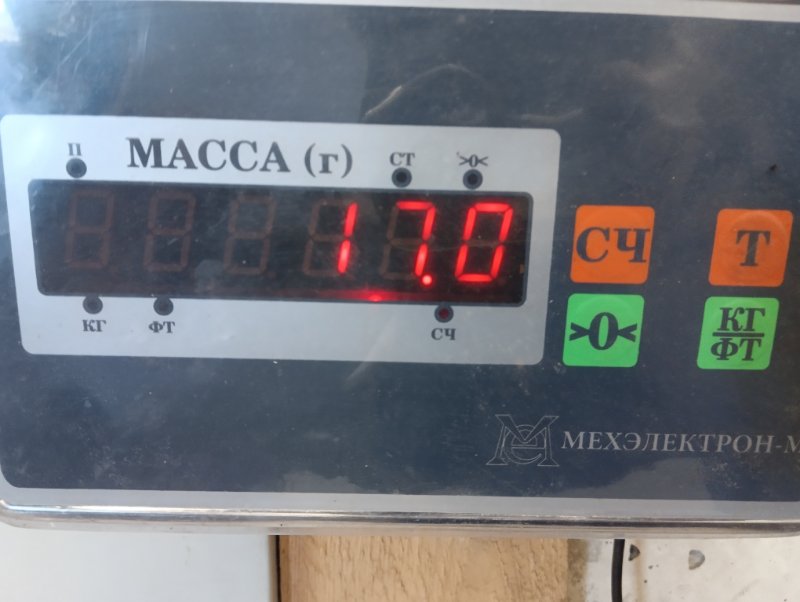 П МАССА (г) СТ >0<
17.0
КГ ФТ СЧ
СЧ Т
>0< КГ
ФТ
МЕХЭЛЕКТРОН-М